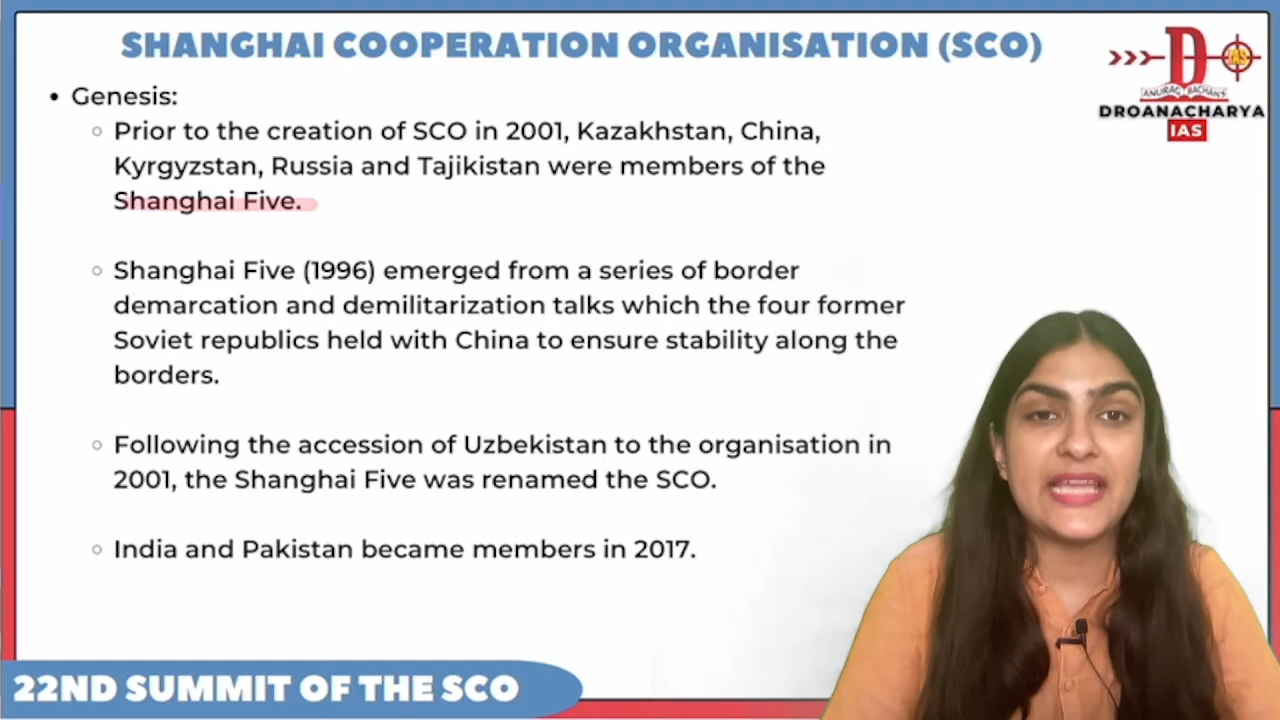 SHANGHAI COOPERATION ORGANISATION (SCO)
• Genesis:
○ Prior to the creation of SCO in 2001, Kazakhstan, China,
Kyrgyzstan, Russia and Tajikistan were members of the
Shanghai Five.
○ Shanghai Five (1996) emerged from a series of border
demarcation and demilitarization talks which the four former
Soviet republics held with China to ensure stability along the
borders.
○ Following the accession of Uzbekistan to the organisation in
2001, the Shanghai Five was renamed the SCO.
○ India and Pakistan became members in 2017.
D
IAS
ANURAG BACHAN'S
DROANACHARYA
IAS
22ND SUMMIT OF THE SCO